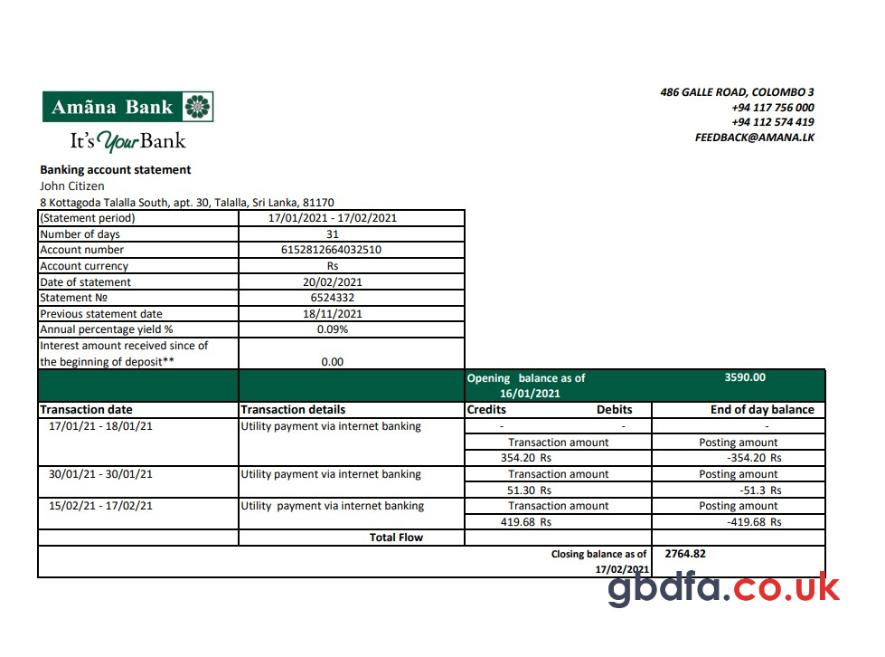 Amãna Bank
It's Your Bank
486 GALLE ROAD, COLOMBO 3
+94 117 756 000
+94 112 574 419
FEEDBACK@AMANA.LK
Banking account statement
John Citizen
8 Kottagoda Talalla South, apt. 30, Talalla, Sri Lanka, 81170
(Statement period) 17/01/2021 - 17/02/2021
Number of days 31
Account number 6152812664032510
Account currency Rs
Date of statement 20/02/2021
Statement № 6524332
Previous statement date 18/11/2021
Annual percentage yield % 0.09%
Interest amount received since of
the beginning of deposit** 0.00
Opening balance as of 3590.00
16/01/2021
Transaction date Transaction details Credits Debits End of day balance
17/01/21 - 18/01/21 Utility payment via internet banking - - -
Transaction amount Posting amount
354.20 Rs -354.20 Rs
30/01/21 - 30/01/21 Utility payment via internet banking Transaction amount Posting amount
51.30 Rs -51.3 Rs
15/02/21 - 17/02/21 Utility payment via internet banking Transaction amount Posting amount
419.68 Rs -419.68 Rs
Total Flow
Closing balance as of 2764.82
17/02/2021
gbdfa.co.uk